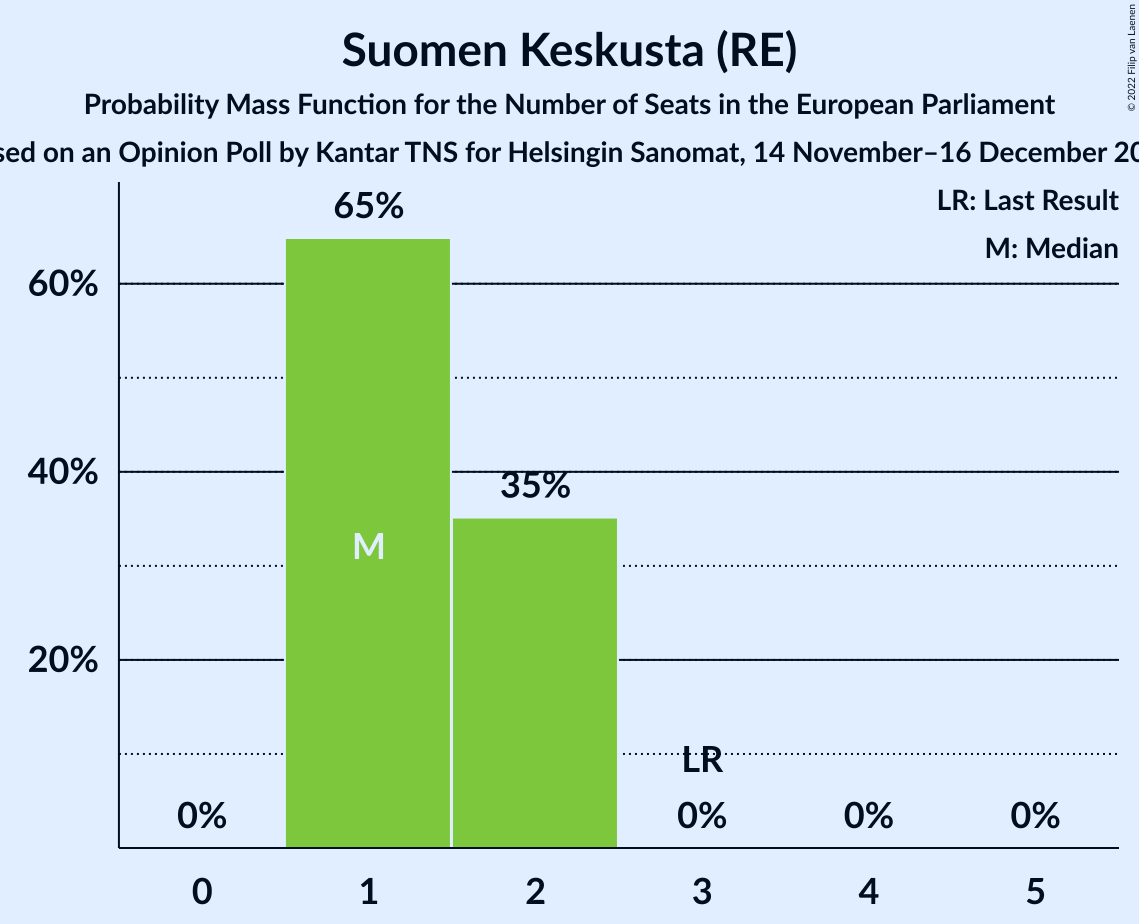 Suomen Keskusta (RE)
Probability Mass Function for the Number of Seats in the European Parliament
on an Opinion Poll by Kantar TNS for Helsingin Sanomat, 14 November–16 December
© 2022 Filip van Laenen
LR: Last Result
M: Median
60%
40%
20%
65%
35%
M
LR
0%
0%
0%
0%
0 1 2 3 4 5